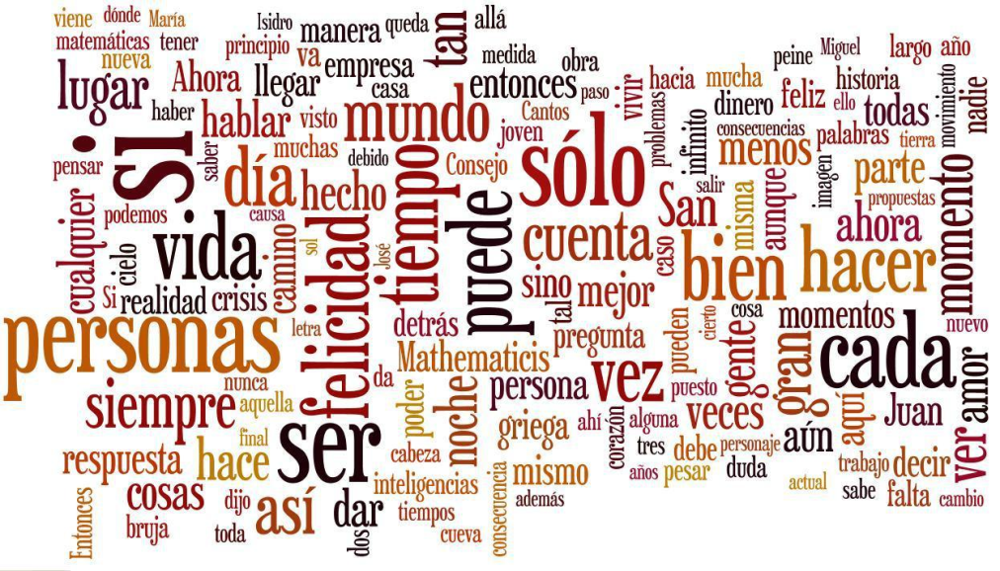 viene
dónde
María
matemáticas
tener
nueva
Isidro
principio
va
manera
queda
tan
allá
medida
obra
lugar
Ahora
llegar
empresa
casa
entonces
paso
vivir
hacia
mucha
peine
Miguel
largo
año
historia
dinero
feliz
ello
todas
movimiento
nadie
haber
hablar
visto
mundo
joven
Cantos
problemas
infinito
consecuencias
palabras
tierra
menos
imagen
parte
propuestas
pensar
si
saber
muchas
debido
día
hecho
tiempo
Consejo
sólo
salir
San
misma
aunque
ahora
momento
cualquier
podemos
causa
vida
camino
sol
felicidad
José
puede
cuenta
caso
bien
hacer
cielo
Si
realidad
crisis
sino
mejor
tal
personas
letra
detrás
Mathematicis
pregunta
pueden
cierto
cosa
momentos
cada
nuevo
nunca
da
persona
vez
puesto
gente
gran
amor
siempre
aquella
poder
noche
griega
ahí
corazón
alguna
veces
aún
aquí
Juan
ver
final
ser
respuesta
hace
cabeza
mismo
tres
debe
personaje
años
pesar
duda
trabajo
decir
inteligencias
consecuencia
además
actual
sabe
falta
cambio
cosas
dijo
así
dar
tiempos
Entonces
bruja
toda
dos
cueva